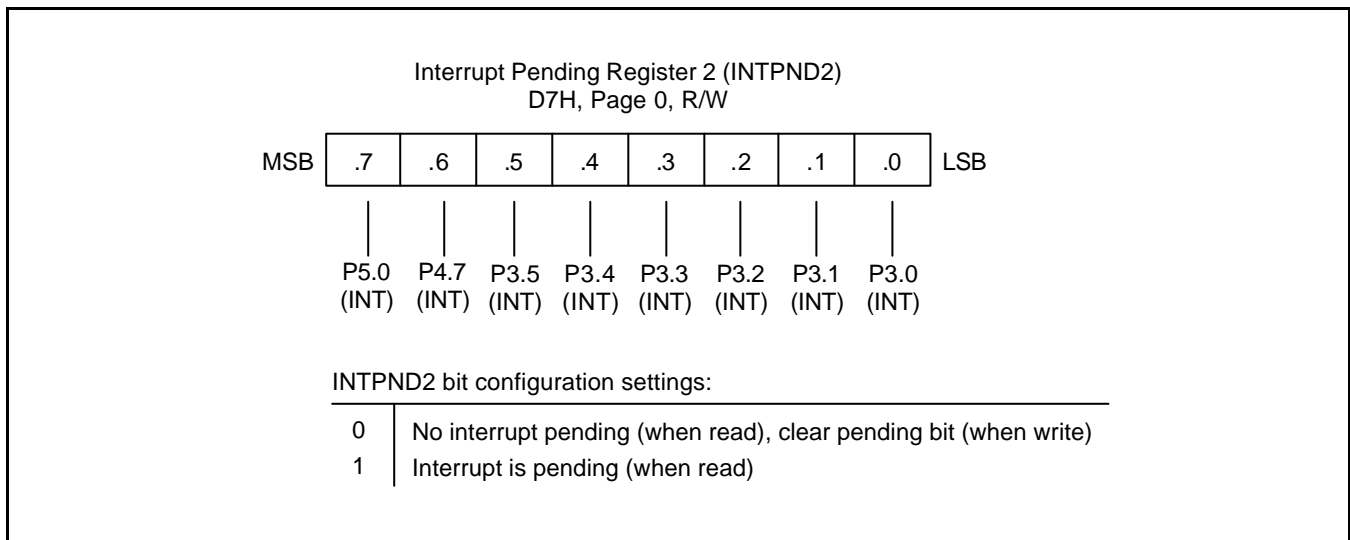 Interrupt Pending Register 2 (INTPND2)
D7H, Page 0, R/W
MSB .7 .6 .5 .4 .3 .2 .1 .0 LSB
P5.0 P4.7 P3.5 P3.4 P3.3 P3.2 P3.1 P3.0
(INT) (INT) (INT) (INT) (INT) (INT) (INT) (INT)
INTPND2 bit configuration settings:
0 No interrupt pending (when read), clear pending bit (when write)
1 Interrupt is pending (when read)